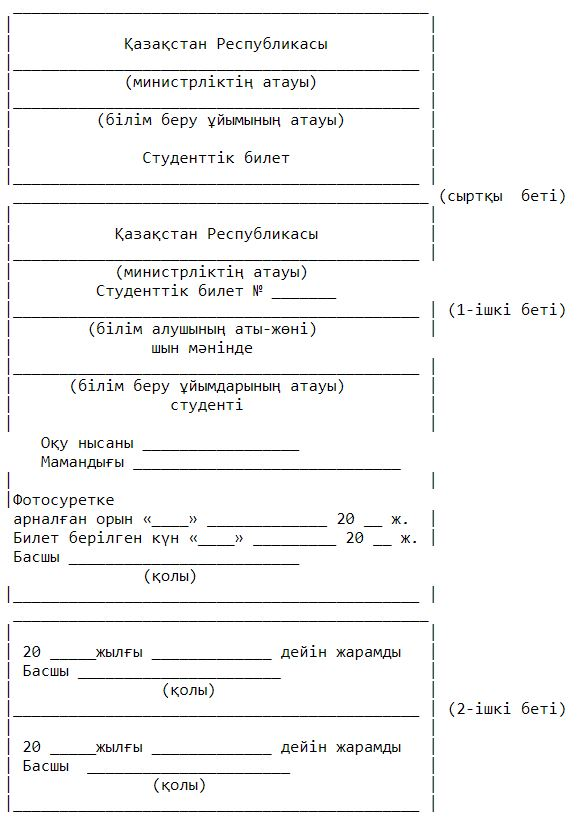 Қазақстан Республикасы
(министрліктің атауы)
(білім беру ұйымының атауы)
Студенттік билет
(сыртқы беті)
Қазақстан Республикасы
(министрліктің атауы)
Студенттік билет № _______
(1-ішкі беті)
(білім алушының аты-жөні)
шын мәнінде
(білім беру ұйымдарының атауы)
студенті
Оқу нысаны _________________
Мамандығы _____________________________
Фотосуретке
арналған орын «____» _____________ 20 __ ж.
Билет берілген күн «____» _________ 20 __ ж.
Басшы _________________________
(қолы)
20 _____жылғы _____________ дейін жарамды
Басшы ______________________
(қолы)
(2-ішкі беті)
20 _____жылғы _____________ дейін жарамды
Басшы ______________________
(қолы)